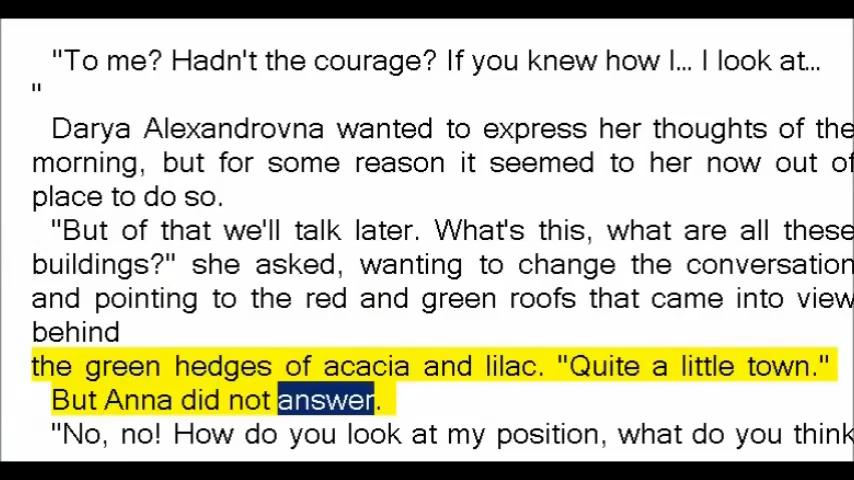 "To me? Hadn't the courage? If you knew how I... I look at...
"
Darya Alexandrovna wanted to express her thoughts of the
morning, but for some reason it seemed to her now out of
place to do so.
"But of that we'll talk later. What's this, what are all these
buildings?" she asked, wanting to change the conversation
and pointing to the red and green roofs that came into view
behind
the green hedges of acacia and lilac. "Quite a little town."
But Anna did not answer.
"No, no! How do you look at my position, what do you think